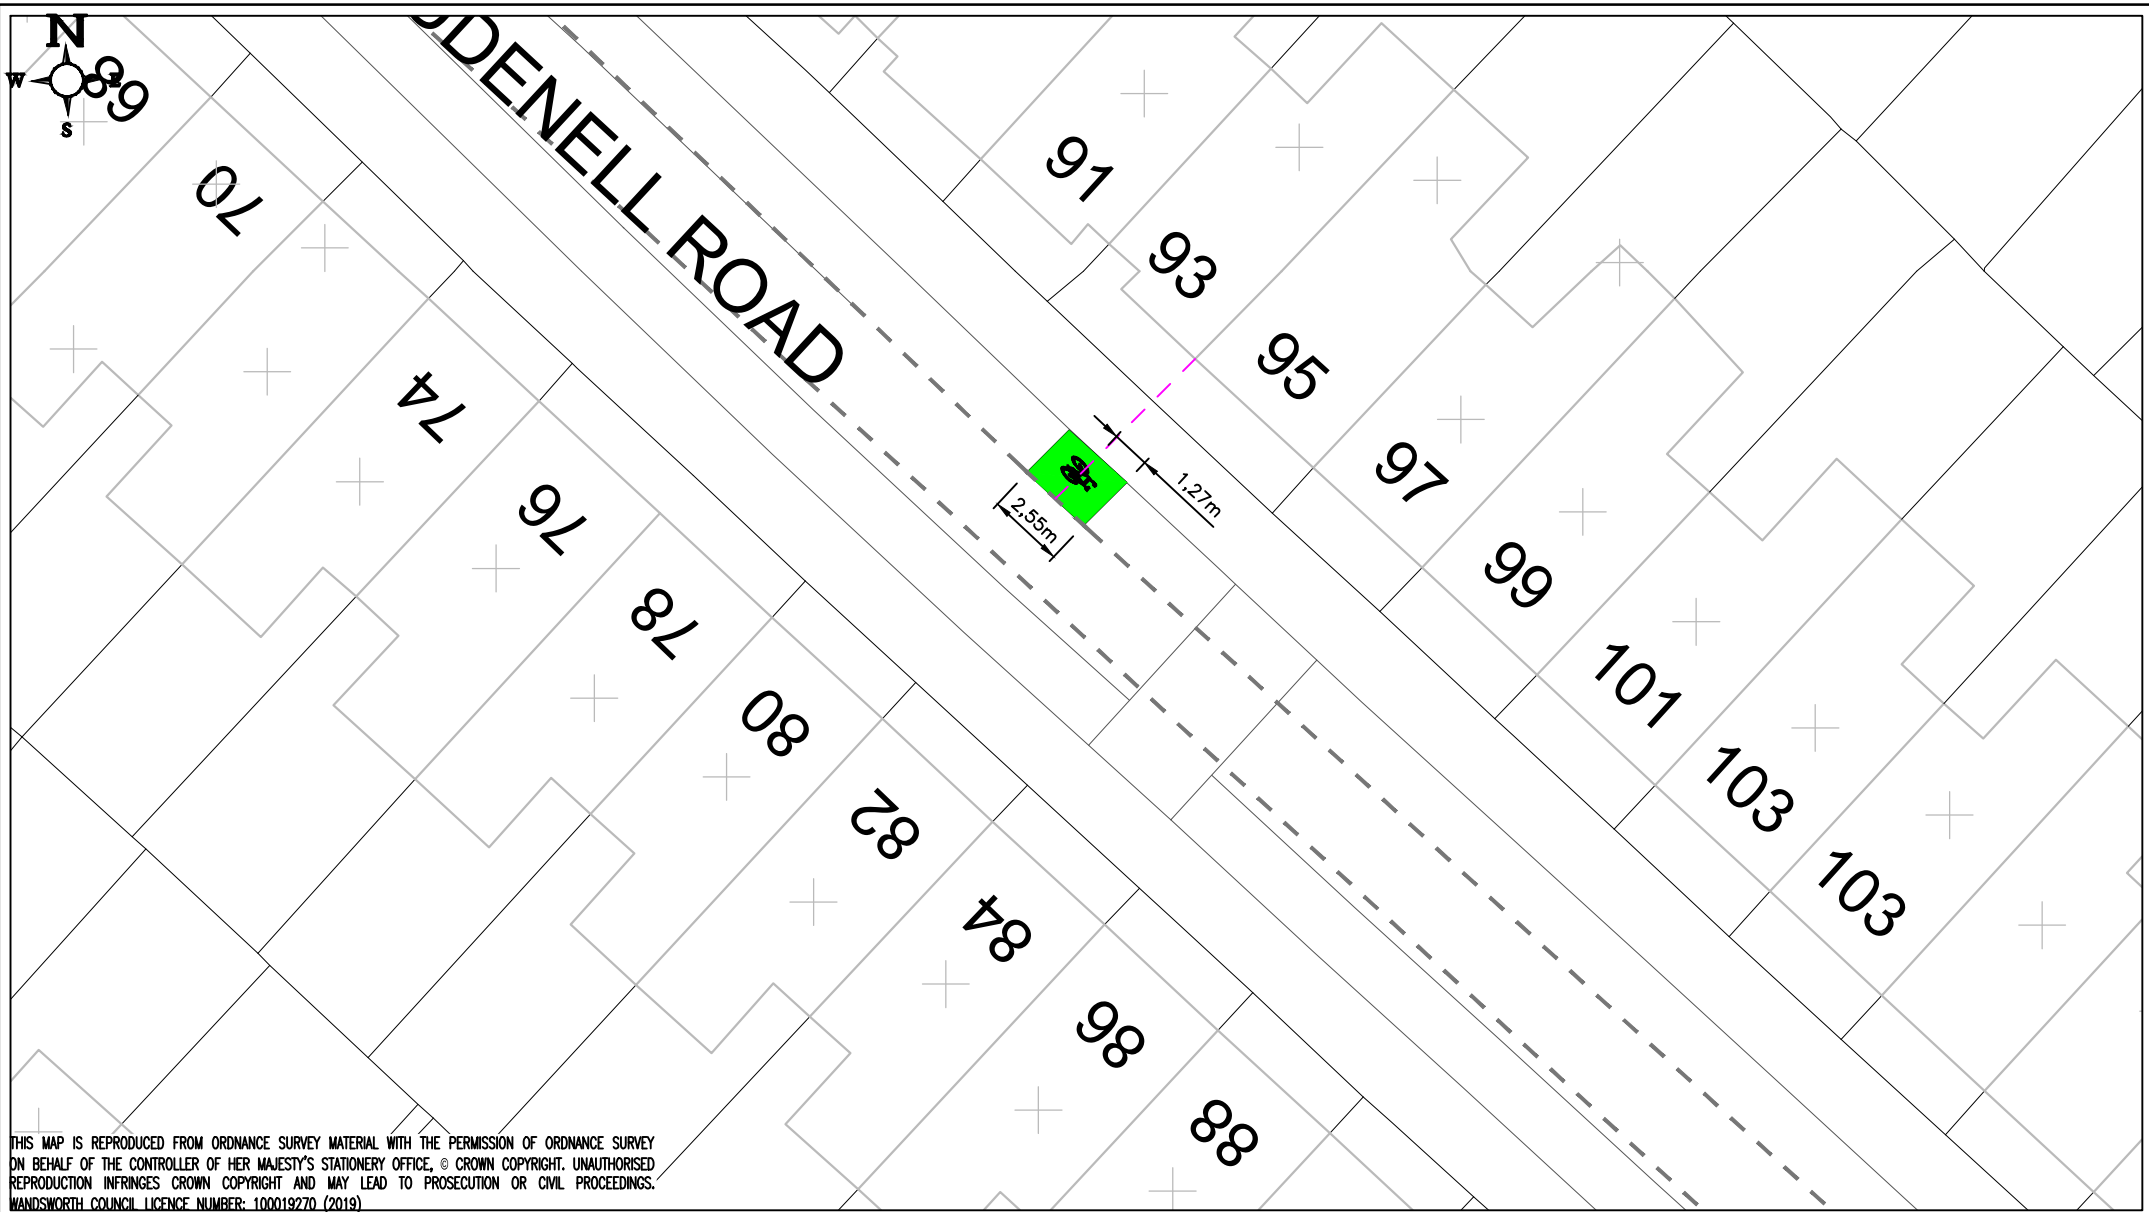 N
W
E
S
68
70
74
76
78
80
82
84
86
88
DENELL ROAD
91
93
95
97
99
101
103
103
1,27m
2,55m
THIS MAP IS REPRODUCED FROM ORDNANCE SURVEY MATERIAL WITH THE PERMISSION OF ORDNANCE SURVEY
ON BEHALF OF THE CONTROLLER OF HER MAJESTY'S STATIONERY OFFICE, © CROWN COPYRIGHT. UNAUTHORISED
REPRODUCTION INFRINGES CROWN COPYRIGHT AND MAY LEAD TO PROSECUTION OR CIVIL PROCEEDINGS.
WANDSWORTH COUNCIL LICENCE NUMBER: 100019270 (2019)